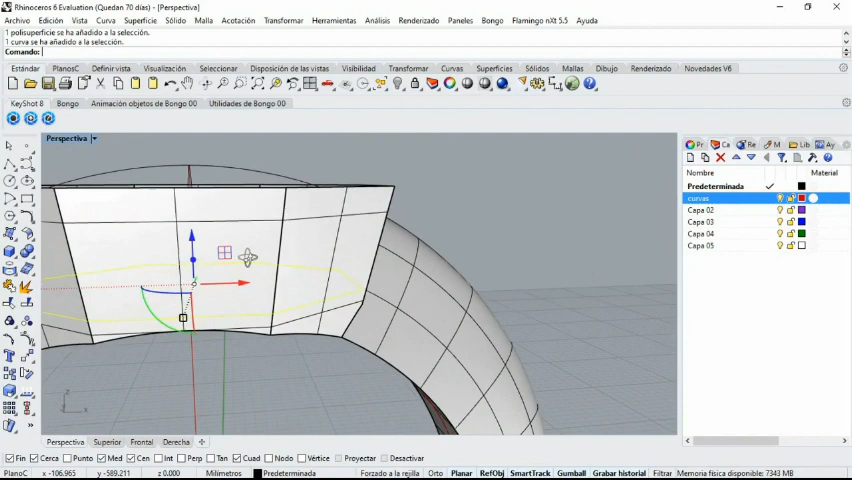 Rhinoceros 6 Evaluation (Quedan 70 días) - [Perspectiva]
Archivo Edición Vista Curva Superficie Sólido Malla Acotación Transformar Herramientas Análisis Renderizado Paneles Bongo Flamingo nXt 5.5 Ayuda
1 polisuperficie se ha añadido a la selección.
1 curva se ha añadido a la selección.
Comando:
Estándar PlanosC Definir vista Visualización Seleccionar Disposición de las vistas Visibilidad Transformar Curvas Superficies Sólidos Mallas Dibujo Renderizado Novedades V6
KeyShot 8 Bongo Animación objetos de Bongo 00 Utilidades de Bongo 00
Perspectiva
Pr Ca Re M Lib Ay
Nombre Material
Predeterminada
curvas
Capa 02
Capa 03
Capa 04
Capa 05
z
x
Perspectiva Superior Frontal Derecha
Fin Cerca Punto Med Cen Int Perp Tan Cuad Nodo Vértice Proyectar Desactivar
PlanoC x -106.965 y -589.211 z 0.000 Milímetros Predeterminada Forzado a la rejilla Orto Planar RefObj SmartTrack Gumball Grabar historial Filtrar Memoria física disponible: 7343 MB